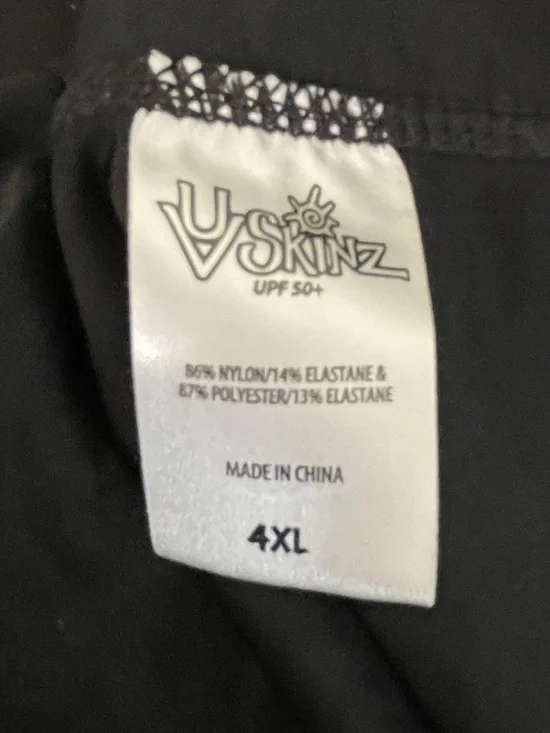 UV SKINZ
UPF 50+
86% NYLON/14% ELASTANE &
87% POLYESTER/13% ELASTANE
MADE IN CHINA
4XL